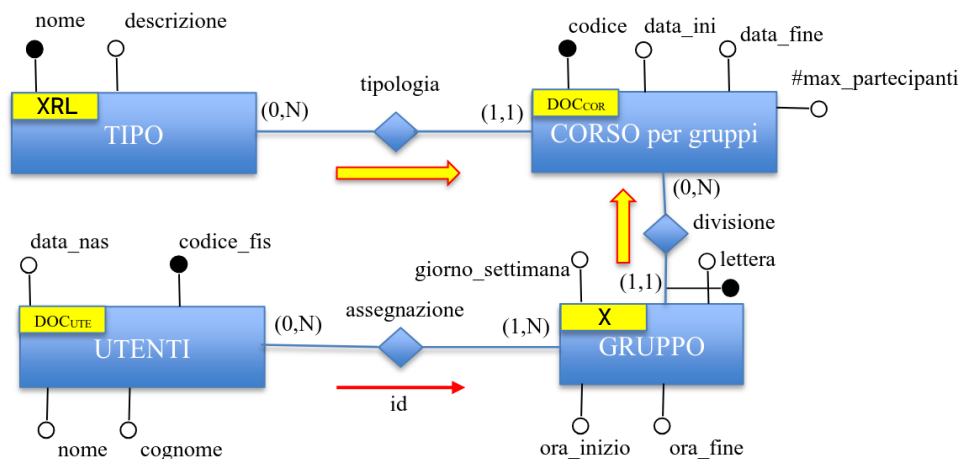 nome
descrizione
codice
data_ini
data_fine
#max_partecipanti
tipologia
XRL
(0,N)
(1,1)
DOCCOR
TIPO
CORSO per gruppi
(0,N)
divisione
data_nas
codice_fis
giorno_settimana
lettera
(1,1)
assegnazione
DOCUTE
(0,N)
(1,N)
X
UTENTI
GRUPPO
id
nome
cognome
ora_inizio
ora_fine